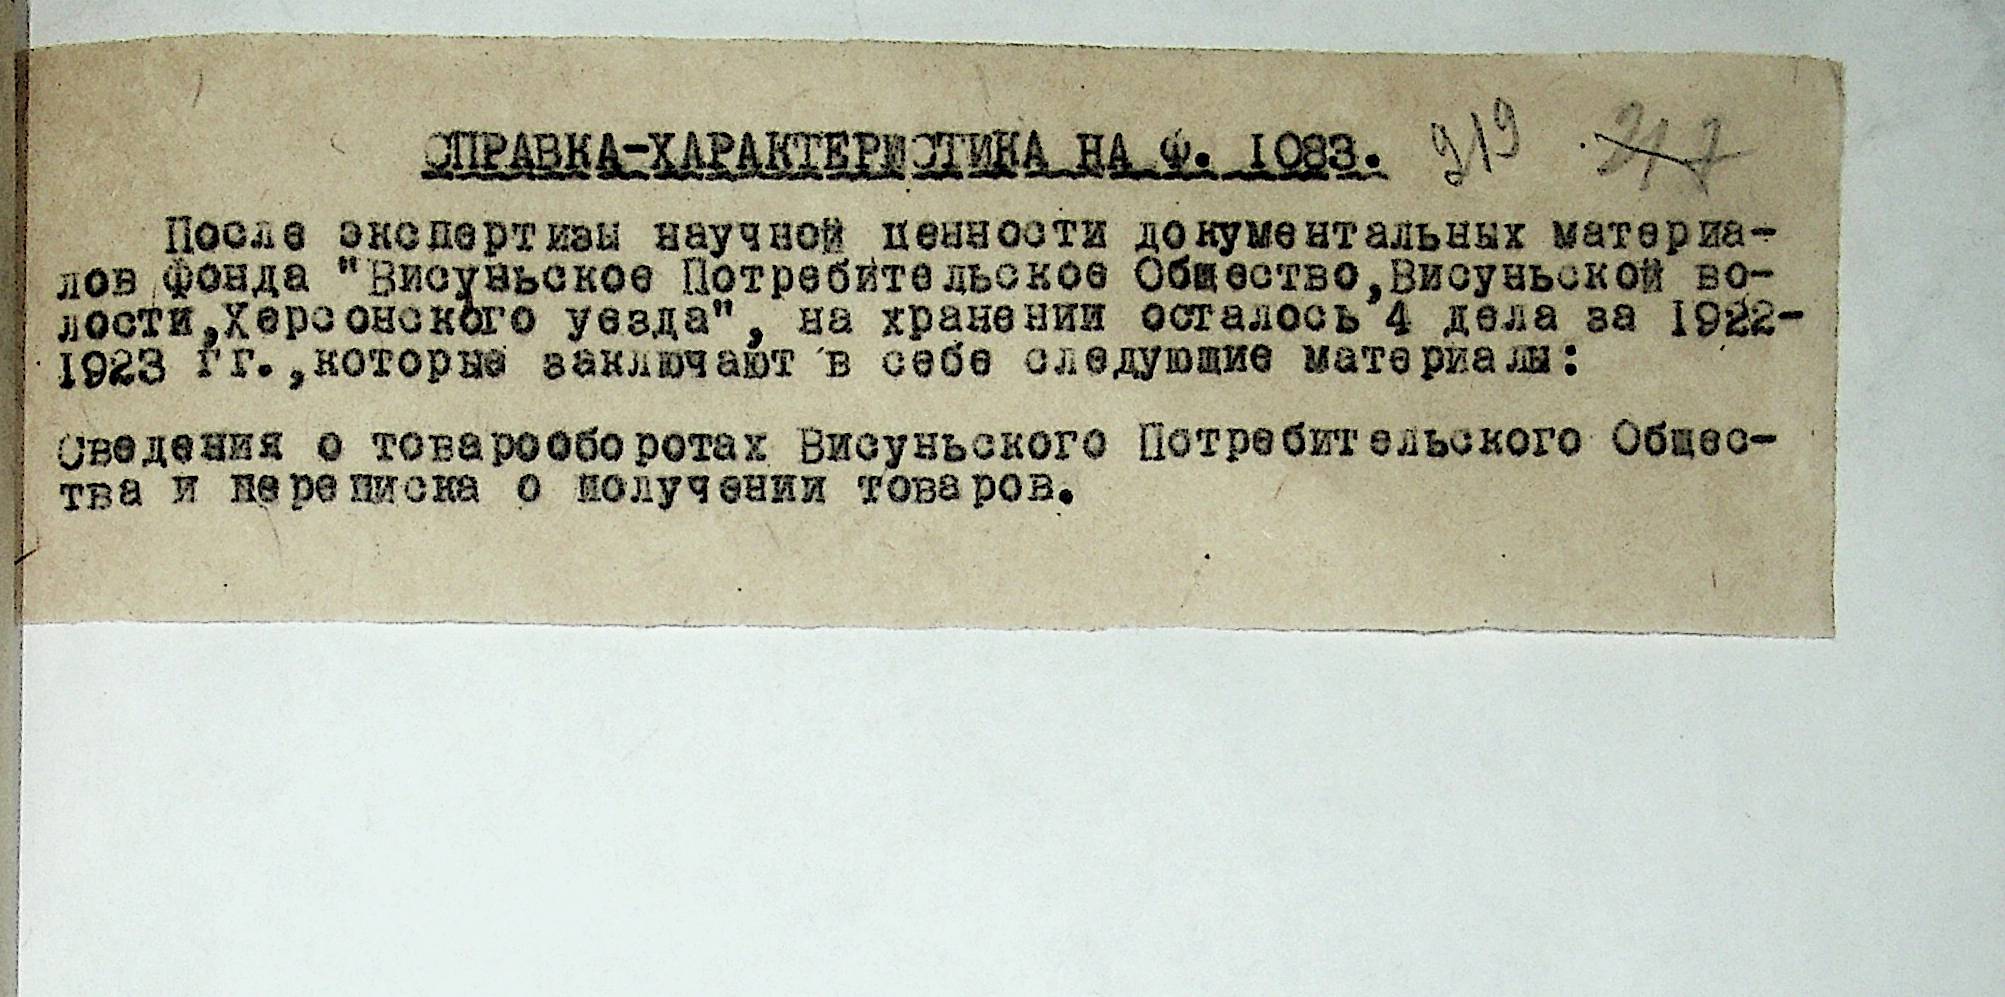 СПРАВКА-ХАРАКТЕРИСТИКА НА Ф. 1083. 219 217
После экспертизы научной ценности документальных материа-
лов Фонда "Висуньское Потребительское Общество,Висуньской во-
лости,Херсонского уезда", на хранении осталось 4 дела за 1922-
1923 гг.,которые заключают в себе следующие материалы:
Сведения о товарооборотах Висуньского Потребительского Общес-
тва и переписка о получении товаров.